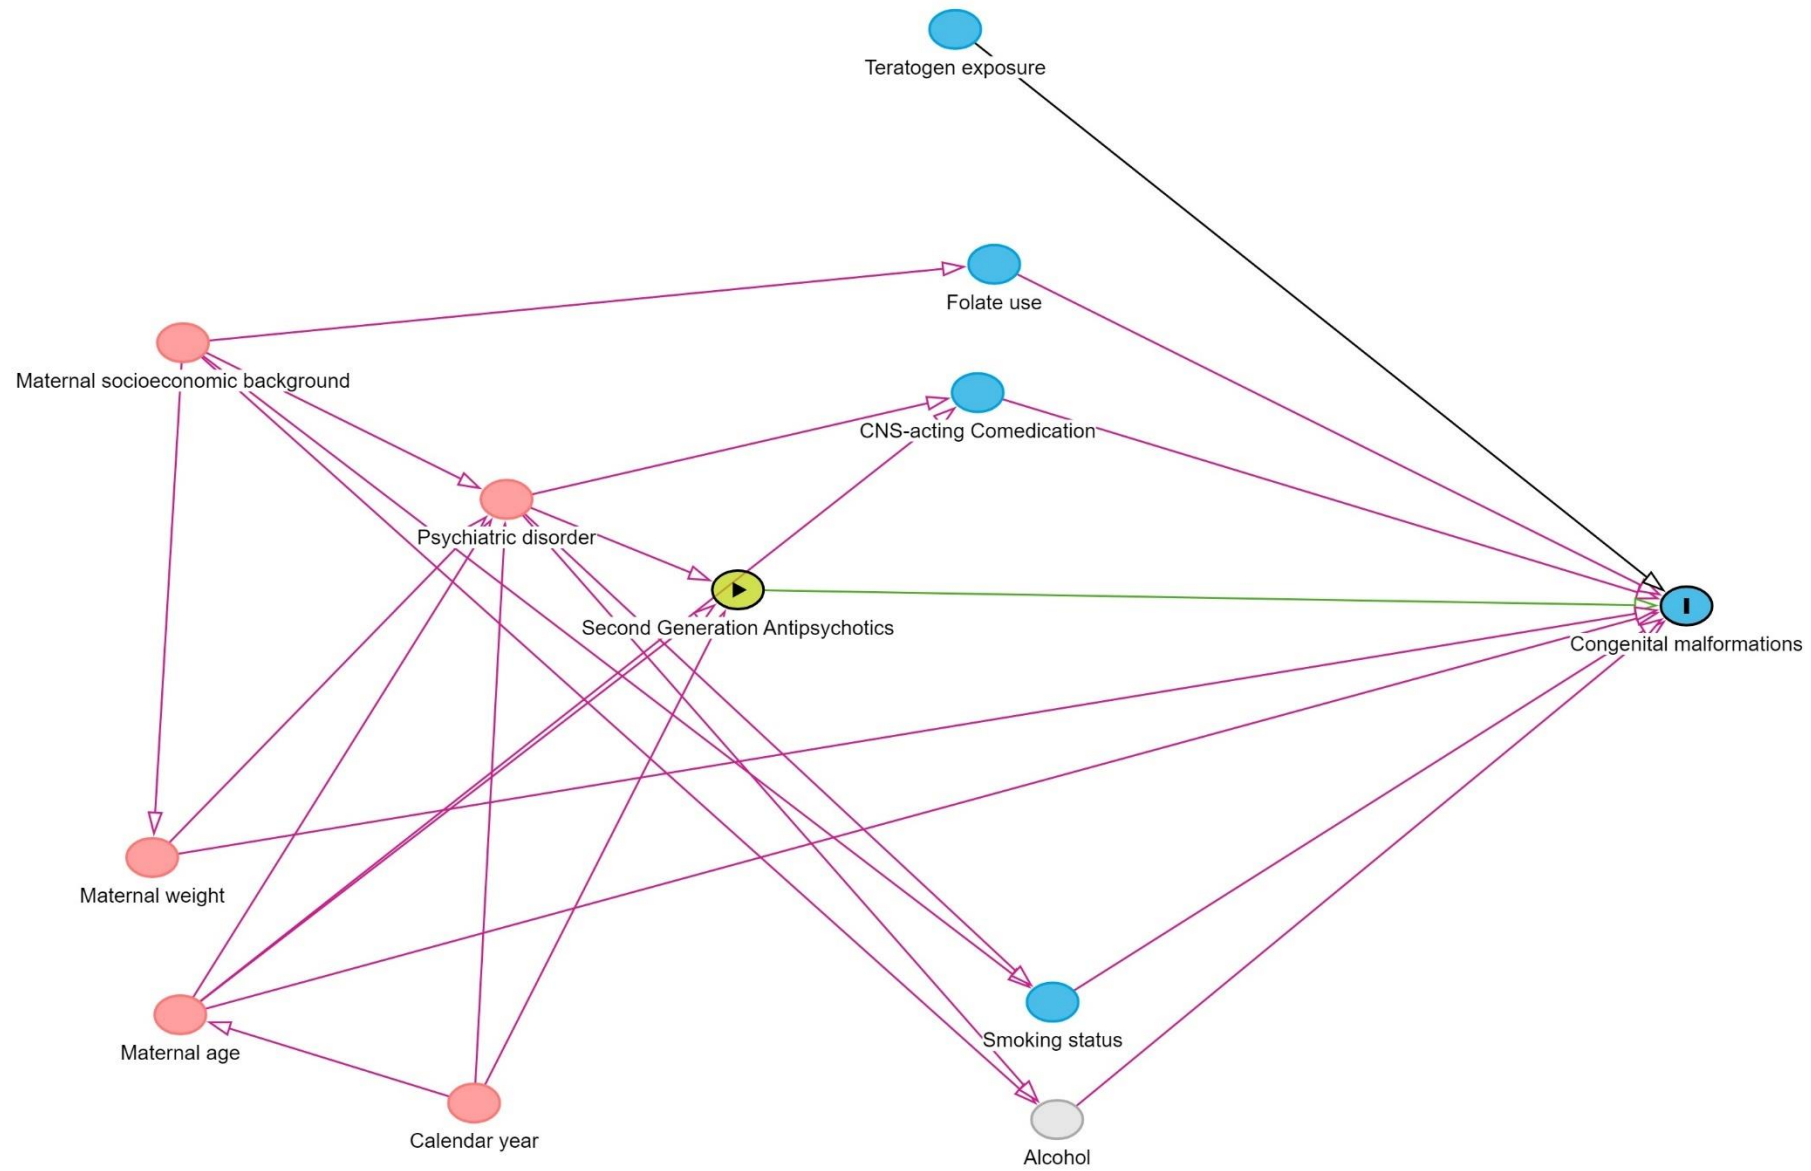 Teratogen exposure
Folate use
Maternal socioeconomic background
CNS-acting Comedication
Psychiatric disorder
Second Generation Antipsychotics
Congenital malformations
Maternal weight
Maternal age
Smoking status
Calendar year
Alcohol